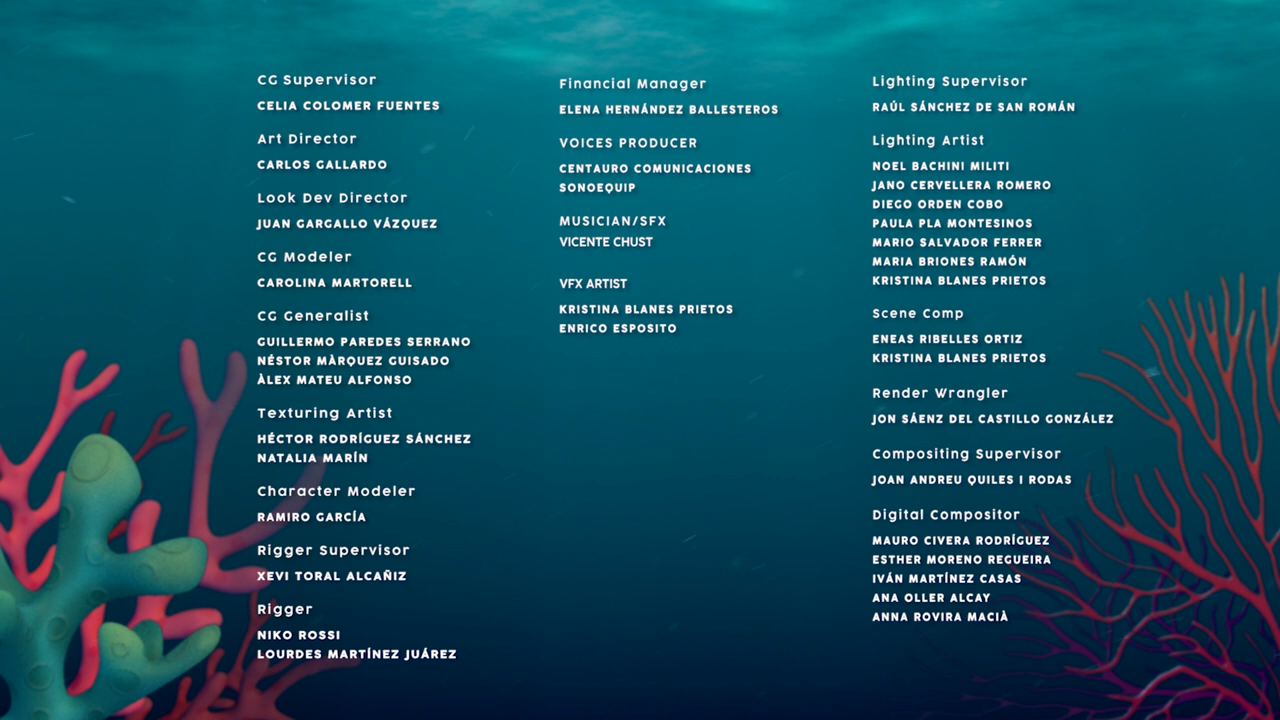 CG Supervisor
CELIA COLOMER FUENTES
Art Director
CARLOS GALLARDO
Look Dev Director
JUAN GARGALLO VÁZQUEZ
CG Modeler
CAROLINA MARTORELL
CG Generalist
GUILLERMO PAREDES SERRANO
NÉSTOR MÀRQUEZ GUISADO
ÀLEX MATEU ALFONSO
Texturing Artist
HÉCTOR RODRÍGUEZ SÁNCHEZ
NATALIA MARÍN
Character Modeler
RAMIRO GARCÍA
Rigger Supervisor
XEVI TORAL ALCAÑIZ
Rigger
NIKO ROSSI
LOURDES MARTÍNEZ JUÁREZ
Financial Manager
ELENA HERNÁNDEZ BALLESTEROS
VOICES PRODUCER
CENTAURO COMUNICACIONES
SONOEQUIP
MUSICIAN/SFX
VICENTE CHUST
VFX ARTIST
KRISTINA BLANES PRIETOS
ENRICO ESPOSITO
Lighting Supervisor
RAÚL SÁNCHEZ DE SAN ROMÁN
Lighting Artist
NOEL BACHINI MILITI
JANO CERVELLERA ROMERO
DIEGO ORDEN COBO
PAULA PLA MONTESINOS
MARIO SALVADOR FERRER
MARIA BRIONES RAMÓN
KRISTINA BLANES PRIETOS
Scene Comp
ENEAS RIBELLES ORTIZ
KRISTINA BLANES PRIETOS
Render Wrangler
JON SÁENZ DEL CASTILLO GONZÁLEZ
Compositing Supervisor
JOAN ANDREU QUILES I RODAS
Digital Compositor
MAURO CIVERA RODRÍGUEZ
ESTHER MORENO REGUEIRA
IVÁN MARTÍNEZ CASAS
ANA OLLER ALCAY
ANNA ROVIRA MACIÀ